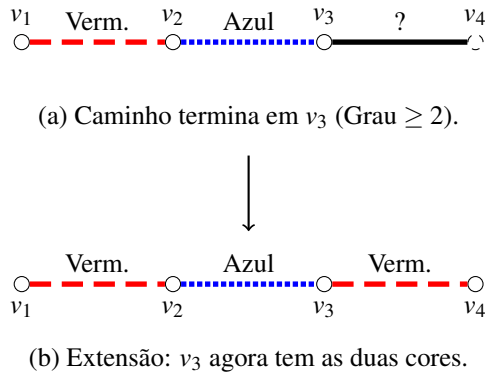 v₁ Verm. v₂ Azul v₃ ? v₄
(a) Caminho termina em v₃ (Grau ≥ 2).
Verm. Azul Verm.
v₁ v₂ v₃ v₄
(b) Extensão: v₃ agora tem as duas cores.